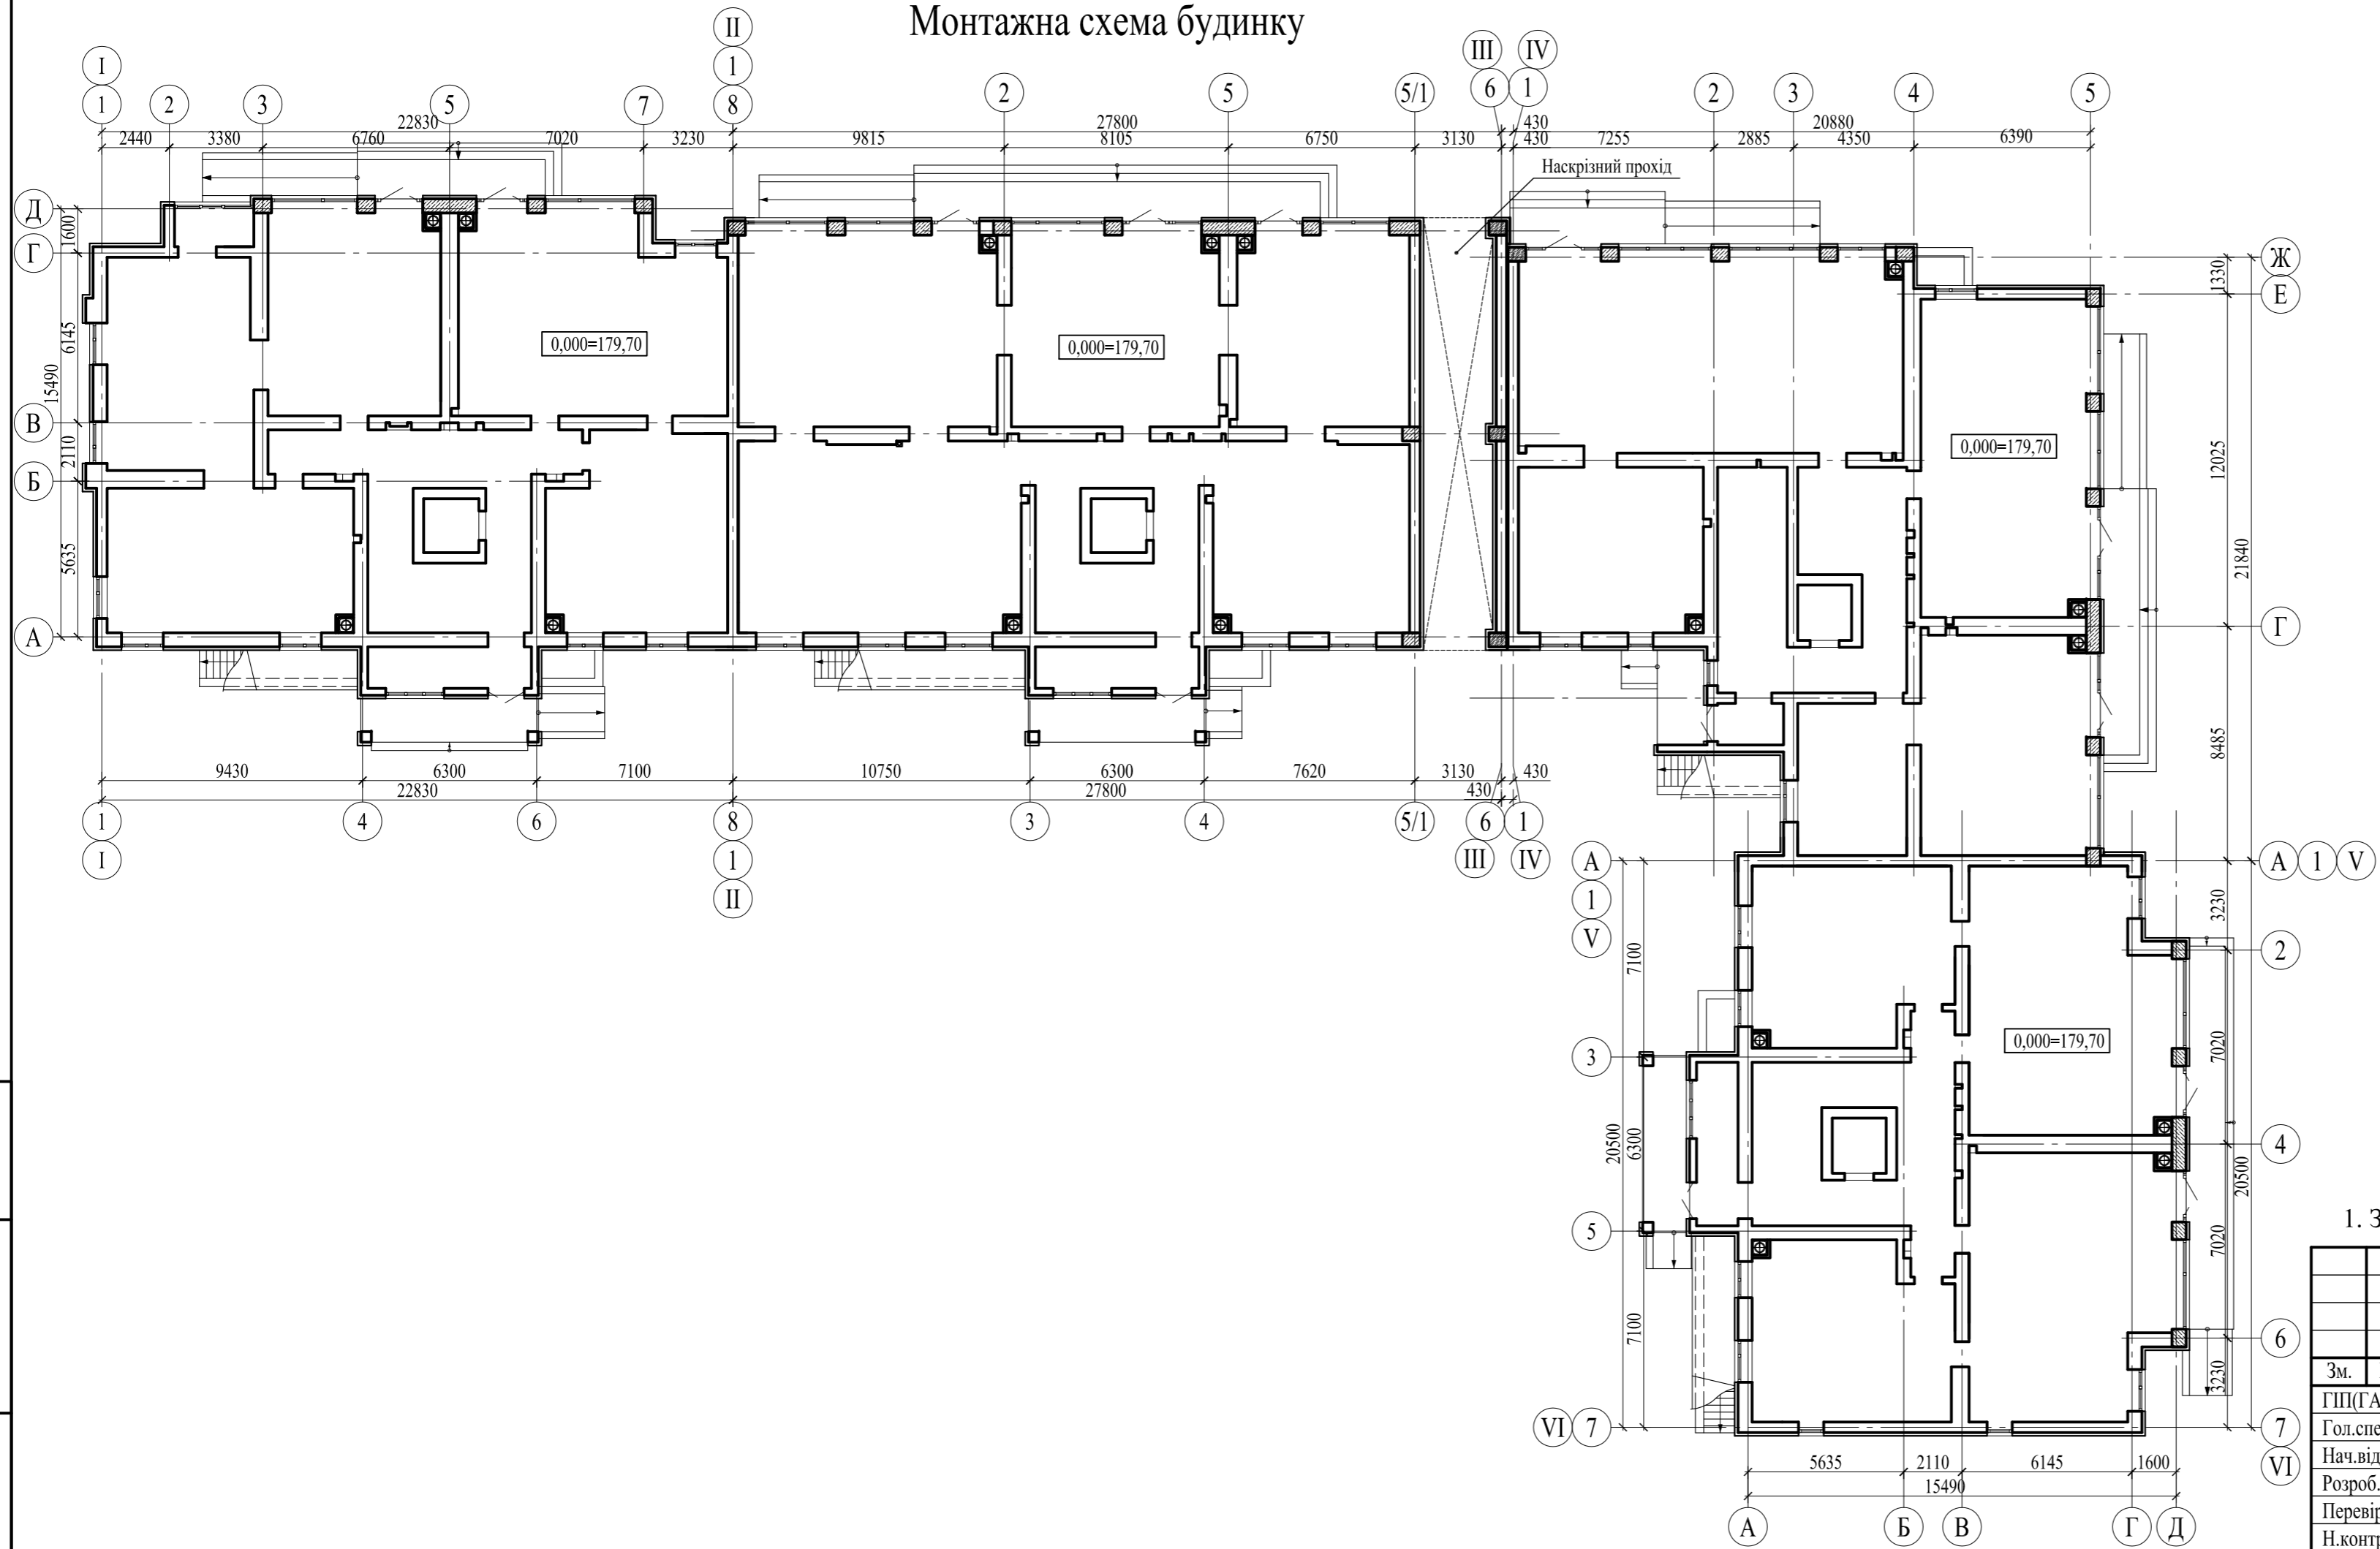 Монтажна схема будинку
I II III IV
1 2 3 5 7 1 8 2 5 5/1 6 1 2 3 4 5
22830 27800 430 20880
2440 3380 6760 7020 3230 9815 8105 6750 3130 430 7255 2885 4350 6390
Наскрізний прохід
Д Г В Б А
1600 6145 2110 5635
15490
0,000=179,70
0,000=179,70
0,000=179,70
Ж Е Г
1330 12025 8485
21840
9430 6300 7100 10750 6300 7620 3130 430
22830 27800 430
1 4 6 8 3 4 5/1 6 1
I 1 III IV
II
А 1 V
А
1
V
3230 7020 7020 3230
20500
2 4 6 7
VI
0,000=179,70
7100 6300 7100
20500
3 5
VI 7
5635 2110 6145 1600
15490
А Б В Г Д
1. З
Зм.
ГІП(ГА
Гол.спе
Нач.від
Розроб.
Перевір
Н.контр